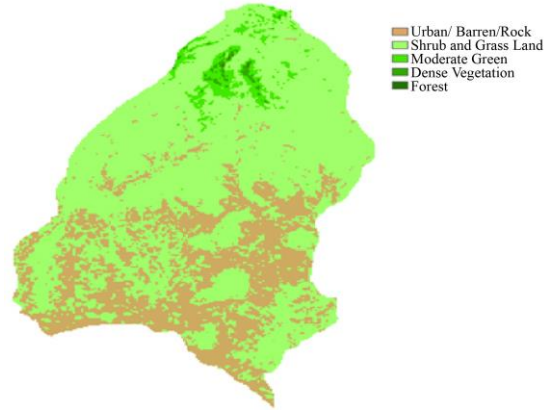 Urban/ Barren/Rock
Shrub and Grass Land
Moderate Green
Dense Vegetation
Forest